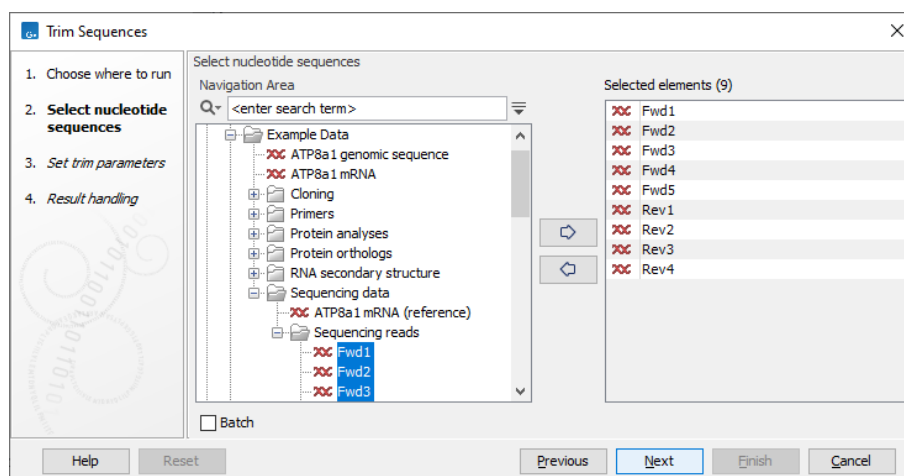 Trim Sequences
1. Choose where to run
2. Select nucleotide
sequences
3. Set trim parameters
4. Result handling
Select nucleotide sequences
Navigation Area
<enter search term>
Example Data
ATP8a1 genomic sequence
ATP8a1 mRNA
Cloning
Primers
Protein analyses
Protein orthologs
RNA secondary structure
Sequencing data
ATP8a1 mRNA (reference)
Sequencing reads
Fwd1
Fwd2
Fwd3
Batch
Selected elements (9)
Fwd1
Fwd2
Fwd3
Fwd4
Fwd5
Rev1
Rev2
Rev3
Rev4
Help
Reset
Previous
Next
Finish
Cancel